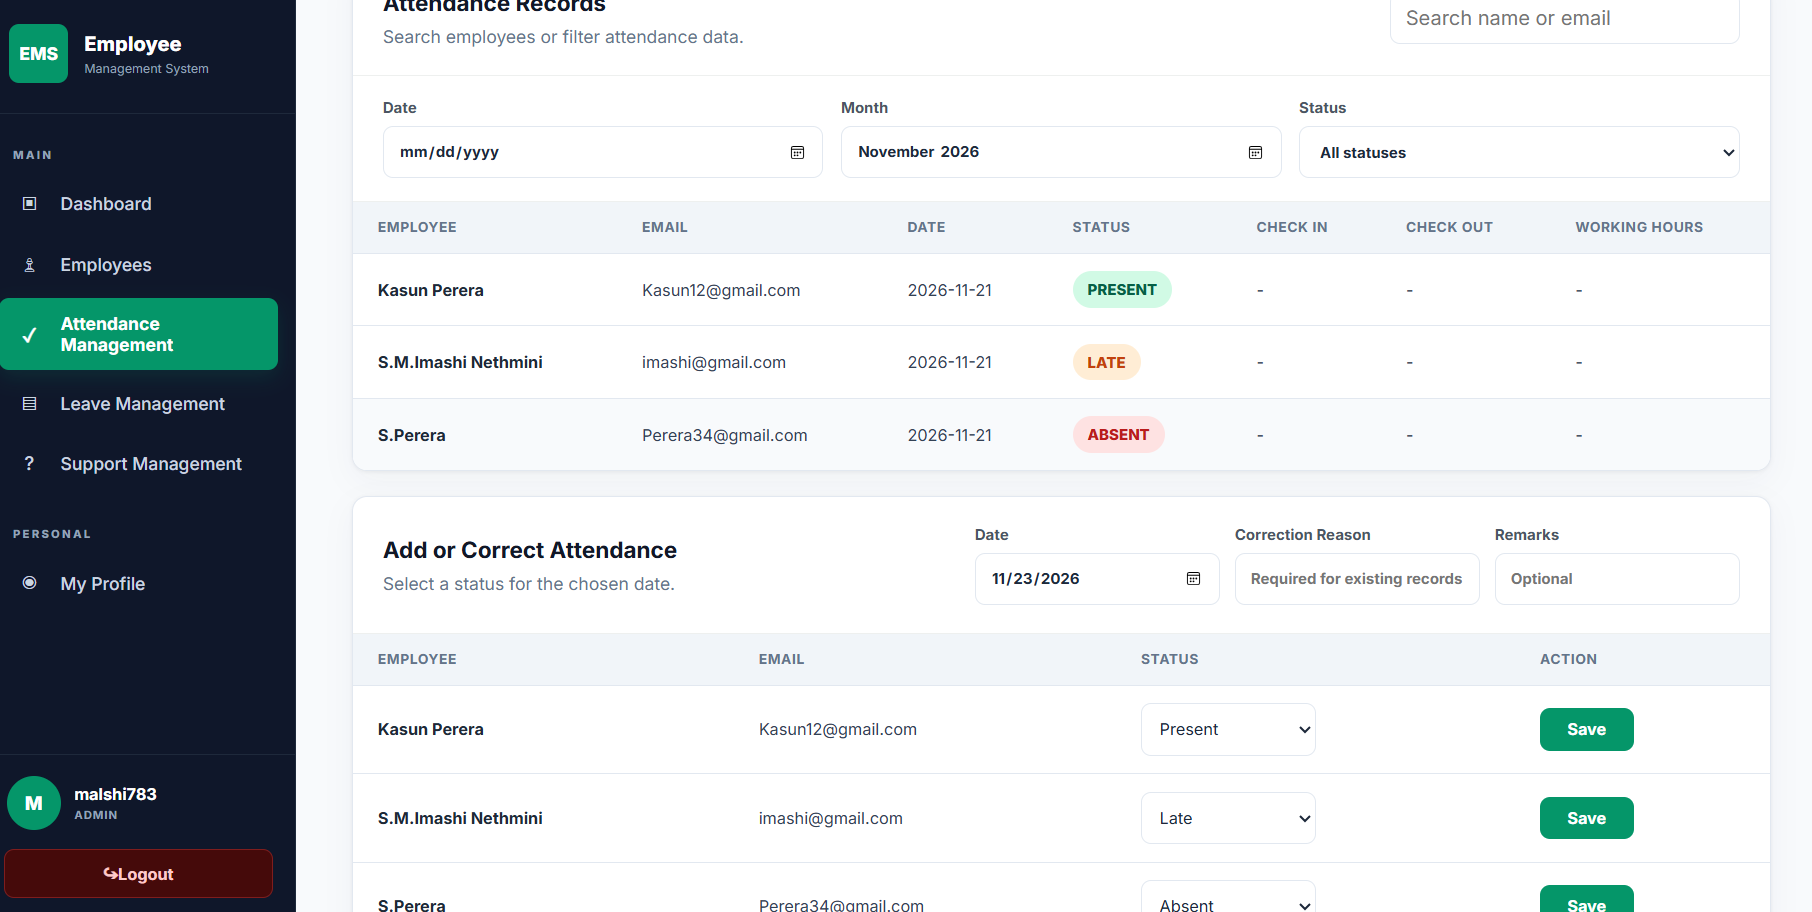 EMS
Employee
Management System
MAIN
Dashboard
Employees
Attendance
Management
Leave Management
? Support Management
PERSONAL
My Profile
M
malshi783
ADMIN
Logout
Attendance Records
Search employees or filter attendance data.
Search name or email
Date Month Status
mm/dd/yyyy November 2026 All statuses
EMPLOYEE EMAIL DATE STATUS CHECK IN CHECK OUT WORKING HOURS
Kasun Perera Kasun12@gmail.com 2026-11-21 PRESENT - - -
S.M.Imashi Nethmini imashi@gmail.com 2026-11-21 LATE - - -
S.Perera Perera34@gmail.com 2026-11-21 ABSENT - - -
Add or Correct Attendance
Select a status for the chosen date.
Date Correction Reason Remarks
11/23/2026 Required for existing records Optional
EMPLOYEE EMAIL STATUS ACTION
Kasun Perera Kasun12@gmail.com Present Save
S.M.Imashi Nethmini imashi@gmail.com Late Save
S.Perera Perera34@gmail.com Absent Save